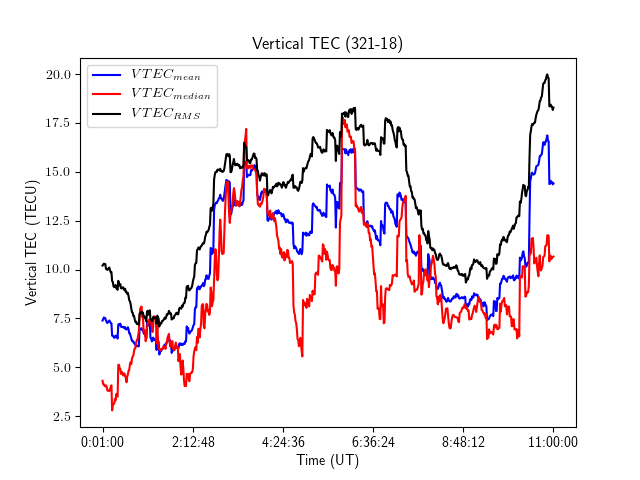 Vertical TEC (321-18)
VTEC_mean
VTEC_median
VTEC_RMS
20.0
17.5
15.0
12.5
10.0
7.5
5.0
2.5
Vertical TEC (TECU)
0:01:00 2:12:48 4:24:36 6:36:24 8:48:12 11:00:00
Time (UT)